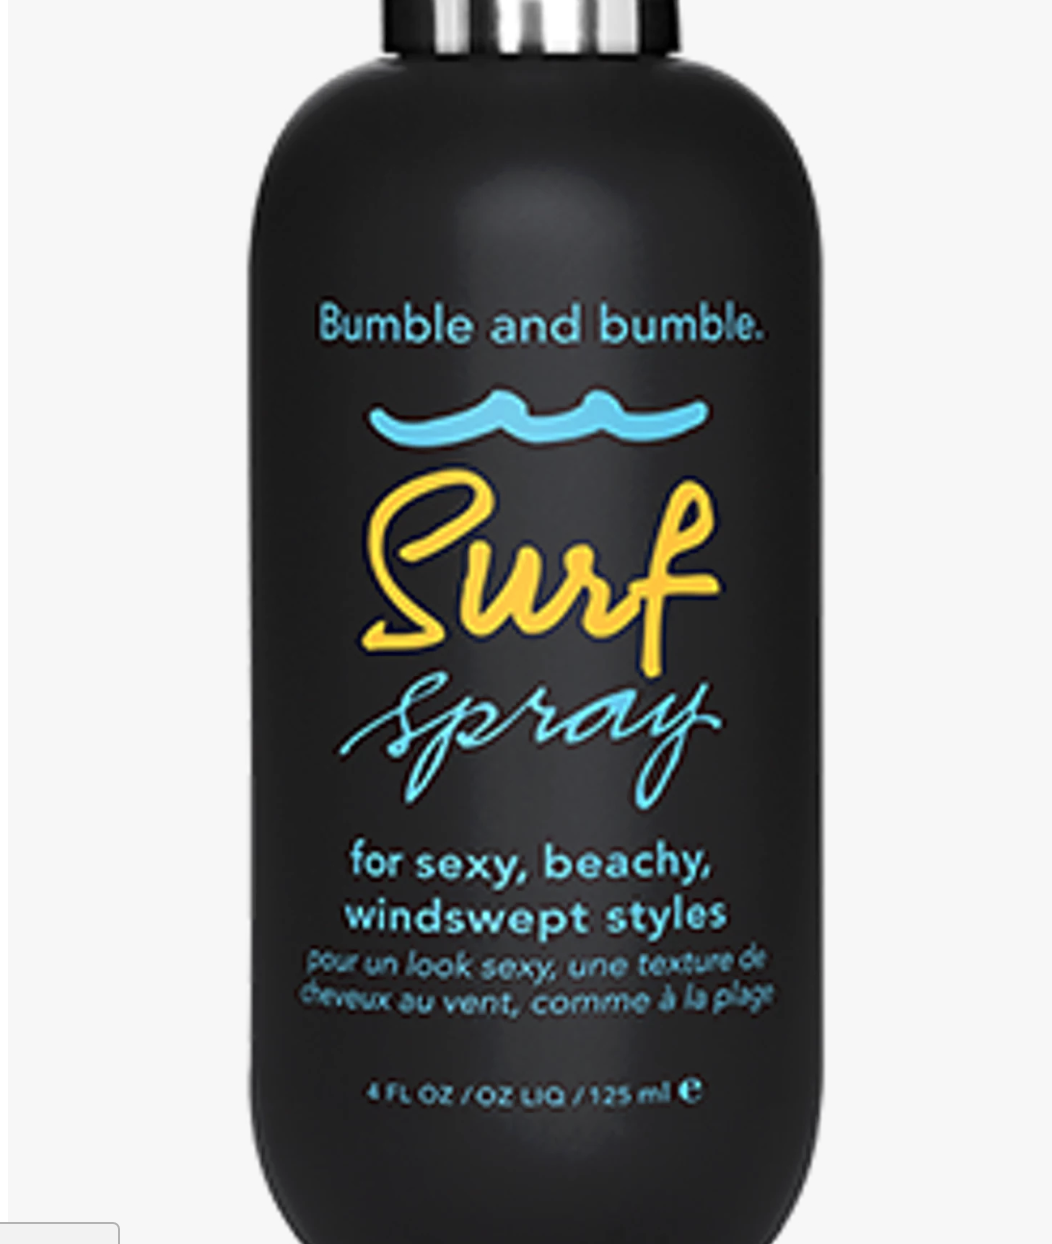 Bumble and bumble.
Surf
spray
for sexy, beachy,
windswept styles
pour un look sexy, une texture de
cheveux au vent, comme à la plage
4 FL OZ / OZ LIQ / 125 ml ℮